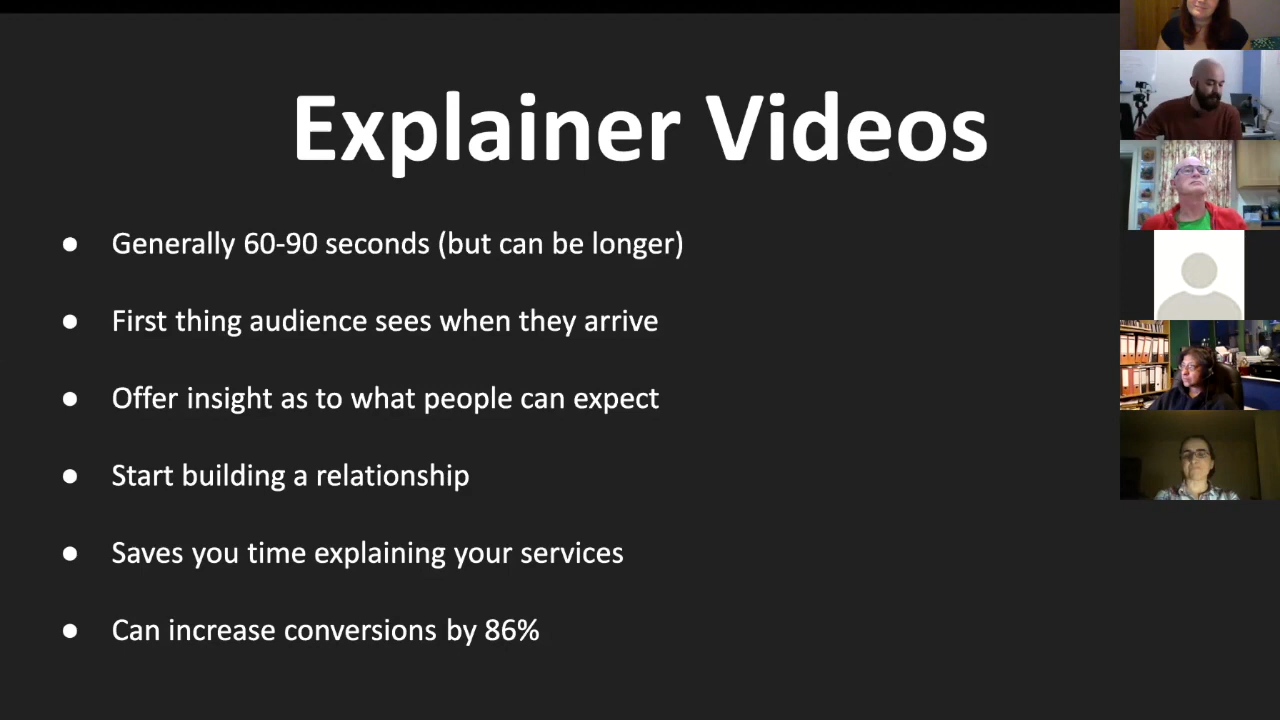 Explainer Videos
● Generally 60-90 seconds (but can be longer)
● First thing audience sees when they arrive
● Offer insight as to what people can expect
● Start building a relationship
● Saves you time explaining your services
● Can increase conversions by 86%